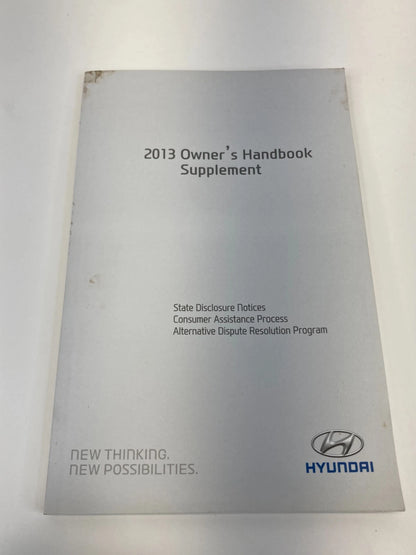 2013 Owner's Handbook
Supplement
State Disclosure Notices
Consumer Assistance Process
Alternative Dispute Resolution Program
NEW THINKING.
NEW POSSIBILITIES.
HYUNDAI